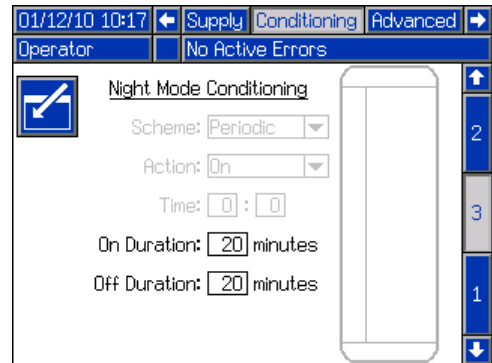 01/12/10 10:17 Supply Conditioning Advanced
Operator No Active Errors
Night Mode Conditioning
Scheme: Periodic
2
Action: On
Time: 0 : 0
3
On Duration: 20 minutes
Off Duration: 20 minutes
1